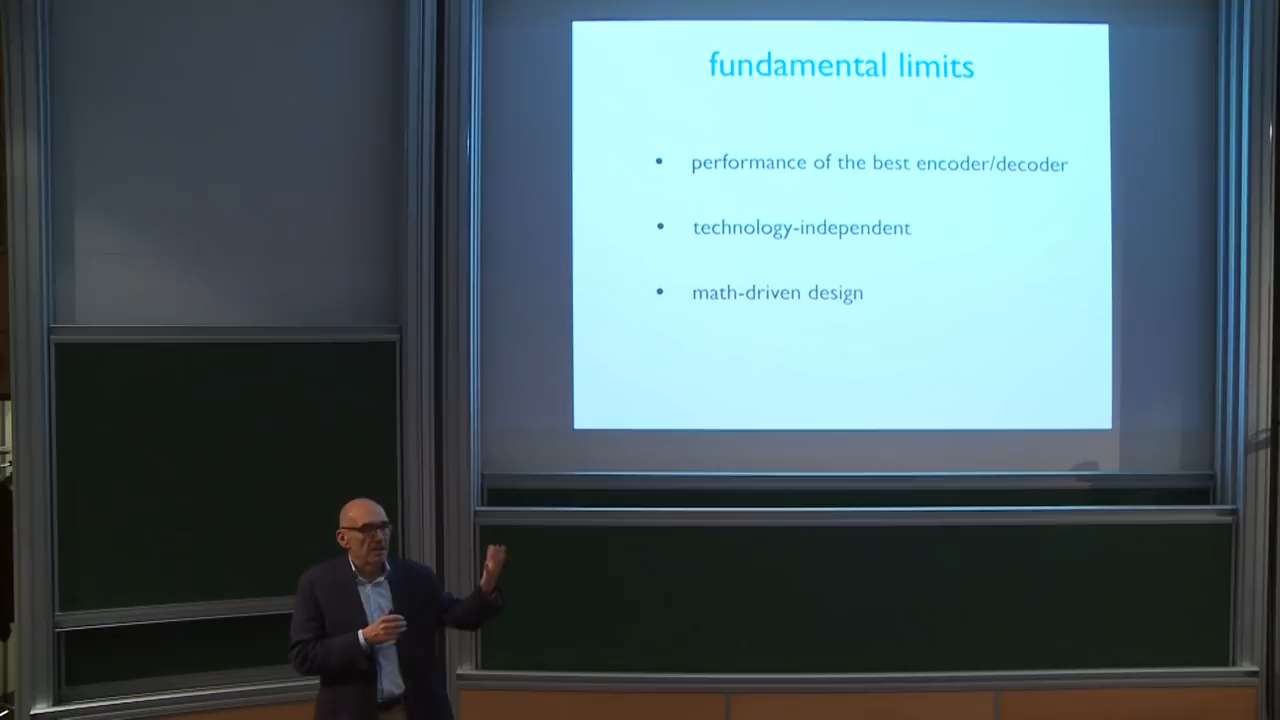 fundamental limits
• performance of the best encoder/decoder
• technology-independent
• math-driven design